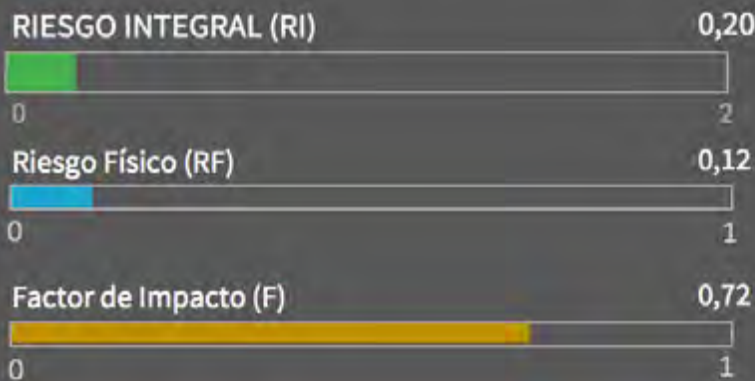 RIESGO INTEGRAL (RI) 0,20
0 2
Riesgo Físico (RF) 0,12
0 1
Factor de Impacto (F) 0,72
0 1